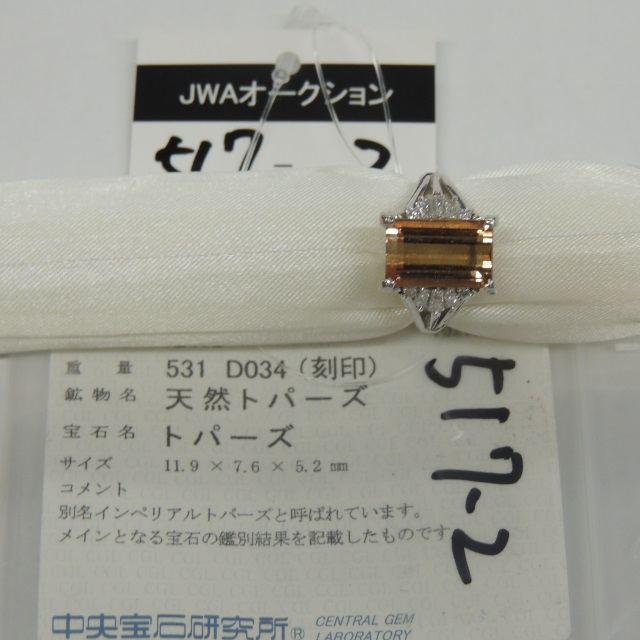 JWAオークション
517-2
重量 531 D034(刻印)
鉱物名 天然トパーズ
宝石名 トパーズ
サイズ 11.9 × 7.6 × 5.2 mm
コメント
別名インペリアルトパーズと呼ばれています。
メインとなる宝石の鑑別結果を記載したものです
517-2
中央宝石研究所® CENTRAL GEM
LABORATORY